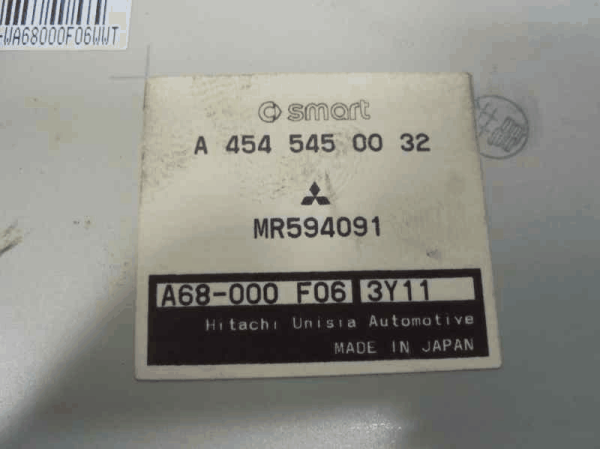 -WA68000F06WWT
smart
A 454 545 00 32
MR594091
A68-000 F06 3Y11
Hitachi Unisia Automotive
MADE IN JAPAN